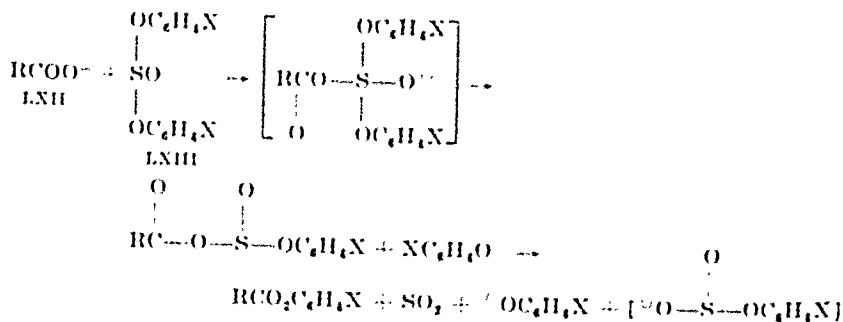 OC₆H₄X OC₆H₄X
RCOO⁻ + SO → [RCO—S—O⁻] →
LXII
OC₆H₄X O OC₆H₄X
LXIII
O O
RC—O—S—OC₆H₄X + XC₆H₄O →
O
RCO₂C₆H₄X + SO₂ + ⁻OC₆H₄X + [⁻O—S—OC₆H₄X]